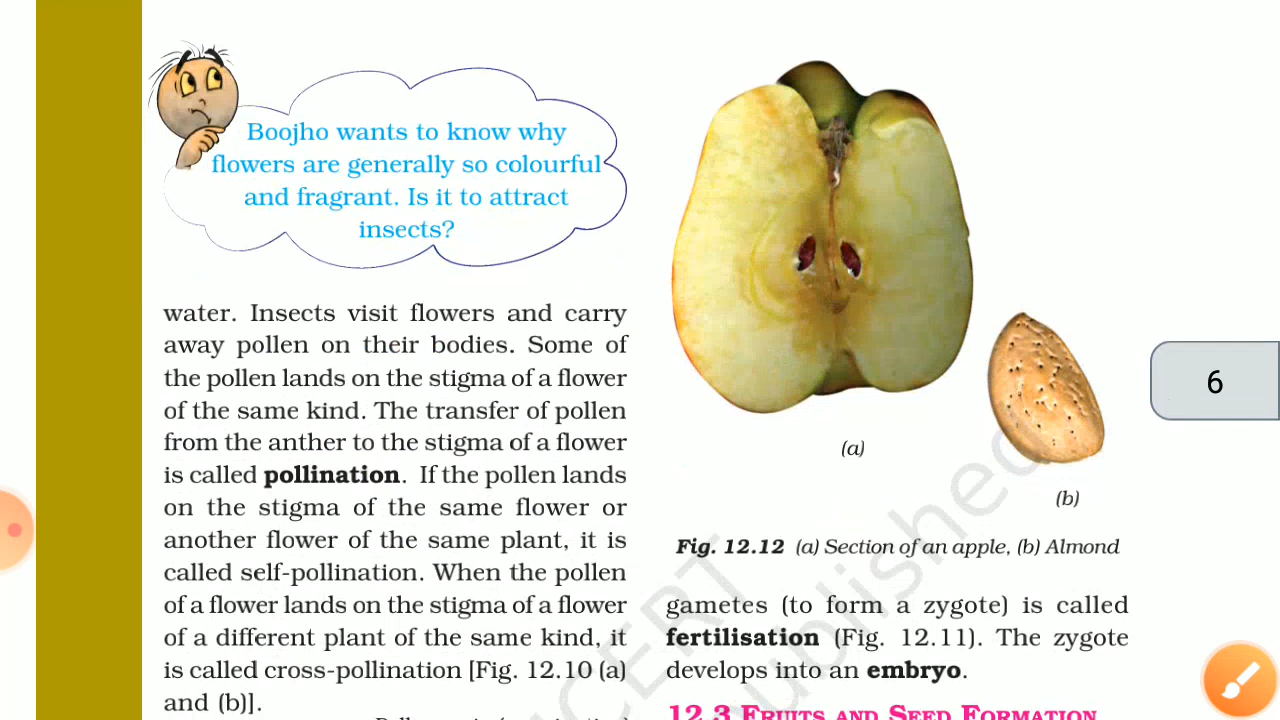 Boojho wants to know why
flowers are generally so colourful
and fragrant. Is it to attract
insects?
water. Insects visit flowers and carry
away pollen on their bodies. Some of
the pollen lands on the stigma of a flower
of the same kind. The transfer of pollen
from the anther to the stigma of a flower
is called pollination. If the pollen lands
on the stigma of the same flower or
another flower of the same plant, it is
called self-pollination. When the pollen
of a flower lands on the stigma of a flower
of a different plant of the same kind, it
is called cross-pollination [Fig. 12.10 (a)
and (b)].
(a)
(b)
Fig. 12.12 (a) Section of an apple, (b) Almond
gametes (to form a zygote) is called
fertilisation (Fig. 12.11). The zygote
develops into an embryo.
12.3 FRUITS AND SEED FORMATION
6